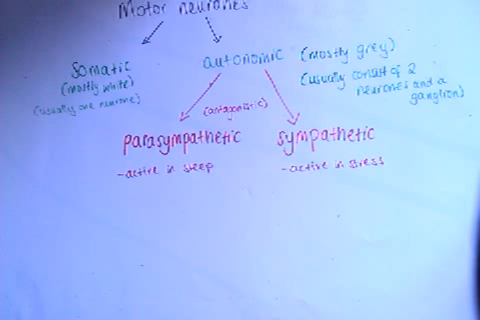 Motor neurones
somatic
(mostly white)
(usually one neurone)
autonomic (mostly grey)
(usually consist of 2
neurones and a
ganglion)
(antagonistic)
parasympathetic
-active in sleep
sympathetic
-active in stress